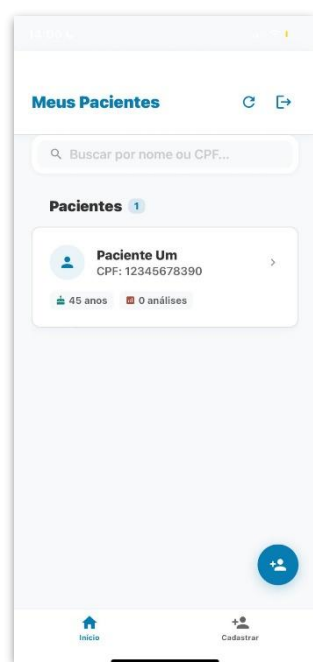 Meus Pacientes
Buscar por nome ou CPF...
Pacientes 1
Paciente Um
CPF: 12345678390
45 anos 0 análises
Início Cadastrar